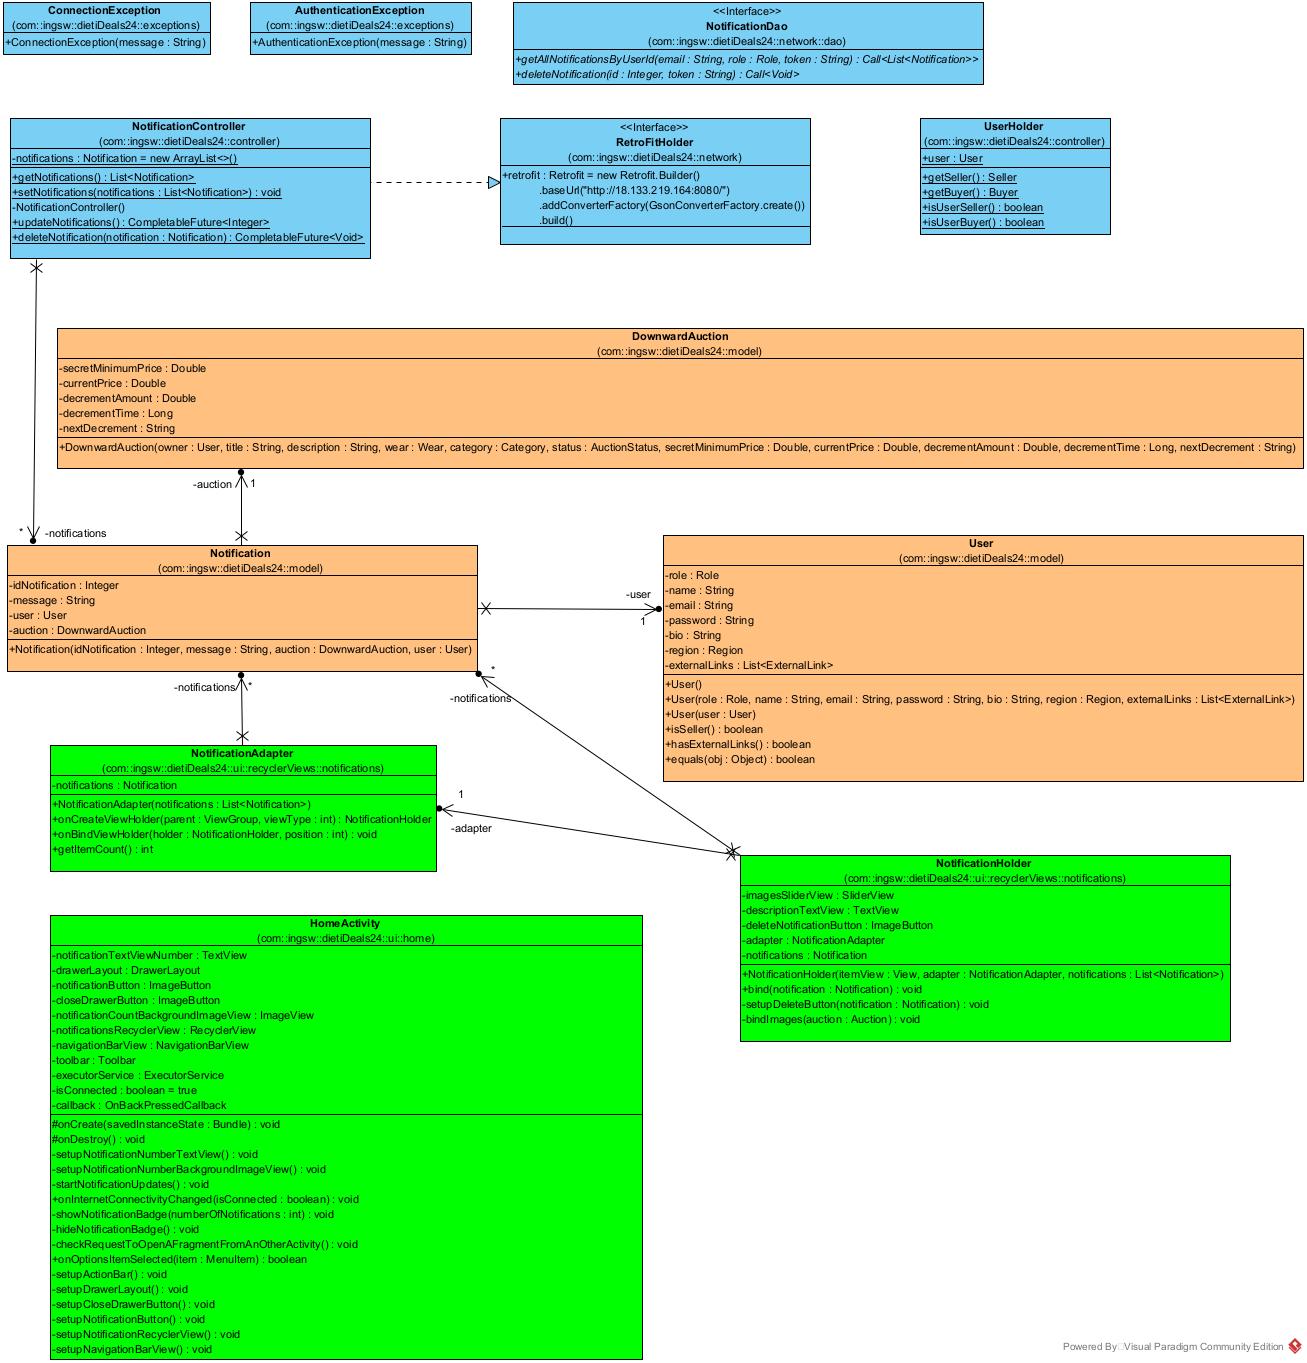 ConnectionException
(com::ingsw::dietiDeals24::exceptions)
+ConnectionException(message : String)
AuthenticationException
(com::ingsw::dietiDeals24::exceptions)
+AuthenticationException(message : String)
<<Interface>>
NotificationDao
(com::ingsw::dietiDeals24::network::dao)
+getAllNotificationsByUserId(email : String, role : Role, token : String) : Call<List<Notification>>
+deleteNotification(id : Integer, token : String) : Call<Void>
NotificationController
(com::ingsw::dietiDeals24::controller)
-notifications : Notification = new ArrayList<>()
+getNotifications() : List<Notification>
+setNotifications(notifications : List<Notification>) : void
-NotificationController()
+updateNotifications() : CompletableFuture<Integer>
+deleteNotification(notification : Notification) : CompletableFuture<Void>
<<Interface>>
RetroFitHolder
(com::ingsw::dietiDeals24::network)
+retrofit : Retrofit = new Retrofit.Builder()
.baseUrl("http://18.133.219.164:8080/")
.addConverterFactory(GsonConverterFactory.create())
.build()
UserHolder
(com::ingsw::dietiDeals24::controller)
+user : User
+getSeller() : Seller
+getBuyer() : Buyer
+isUserSeller() : boolean
+isUserBuyer() : boolean
DownwardAuction
(com::ingsw::dietiDeals24::model)
-secretMinimumPrice : Double
-currentPrice : Double
-decrementAmount : Double
-decrementTime : Long
-nextDecrement : String
+DownwardAuction(owner : User, title : String, description : String, wear : Wear, category : Category, status : AuctionStatus, secretMinimumPrice : Double, currentPrice : Double, decrementAmount : Double, decrementTime : Long, nextDecrement : String)
-auction 1
* -notifications
Notification
(com::ingsw::dietiDeals24::model)
-idNotification : Integer
-message : String
-user : User
-auction : DownwardAuction
+Notification(idNotification : Integer, message : String, auction : DownwardAuction, user : User)
-user
1
User
(com::ingsw::dietiDeals24::model)
-role : Role
-name : String
-email : String
-password : String
-bio : String
-region : Region
-externalLinks : List<ExternalLink>
+User()
+User(role : Role, name : String, email : String, password : String, bio : String, region : Region, externalLinks : List<ExternalLink>)
+User(user : User)
+isSeller() : boolean
+hasExternalLinks() : boolean
+equals(obj : Object) : boolean
-notifications *
*
-notifications
NotificationAdapter
(com::ingsw::dietiDeals24::ui::recyclerViews::notifications)
-notifications : Notification
+NotificationAdapter(notifications : List<Notification>)
+onCreateViewHolder(parent : ViewGroup, viewType : int) : NotificationHolder
+onBindViewHolder(holder : NotificationHolder, position : int) : void
+getItemCount() : int
1
-adapter
NotificationHolder
(com::ingsw::dietiDeals24::ui::recyclerViews::notifications)
-imagesSliderView : SliderView
-descriptionTextView : TextView
-deleteNotificationButton : ImageButton
-adapter : NotificationAdapter
-notifications : Notification
+NotificationHolder(itemView : View, adapter : NotificationAdapter, notifications : List<Notification>)
+bind(notification : Notification) : void
-setupDeleteButton(notification : Notification) : void
-bindImages(auction : Auction) : void
HomeActivity
(com::ingsw::dietiDeals24::ui::home)
-notificationTextViewNumber : TextView
-drawerLayout : DrawerLayout
-notificationButton : ImageButton
-closeDrawerButton : ImageButton
-notificationCountBackgroundImageView : ImageView
-notificationsRecyclerView : RecyclerView
-navigationBarView : NavigationBarView
-toolbar : Toolbar
-executorService : ExecutorService
-isConnected : boolean = true
-callback : OnBackPressedCallback
#onCreate(savedInstanceState : Bundle) : void
#onDestroy() : void
-setupNotificationNumberTextView() : void
-setupNotificationNumberBackgroundImageView() : void
-startNotificationUpdates() : void
+onInternetConnectivityChanged(isConnected : boolean) : void
-showNotificationBadge(numberOfNotifications : int) : void
-hideNotificationBadge() : void
-checkRequestToOpenAFragmentFromAnOtherActivity() : void
+onOptionsItemSelected(item : MenuItem) : boolean
-setupActionBar() : void
-setupDrawerLayout() : void
-setupCloseDrawerButton() : void
-setupNotificationButton() : void
-setupNotificationRecyclerView() : void
-setupNavigationBarView() : void
Powered By Visual Paradigm Community Edition